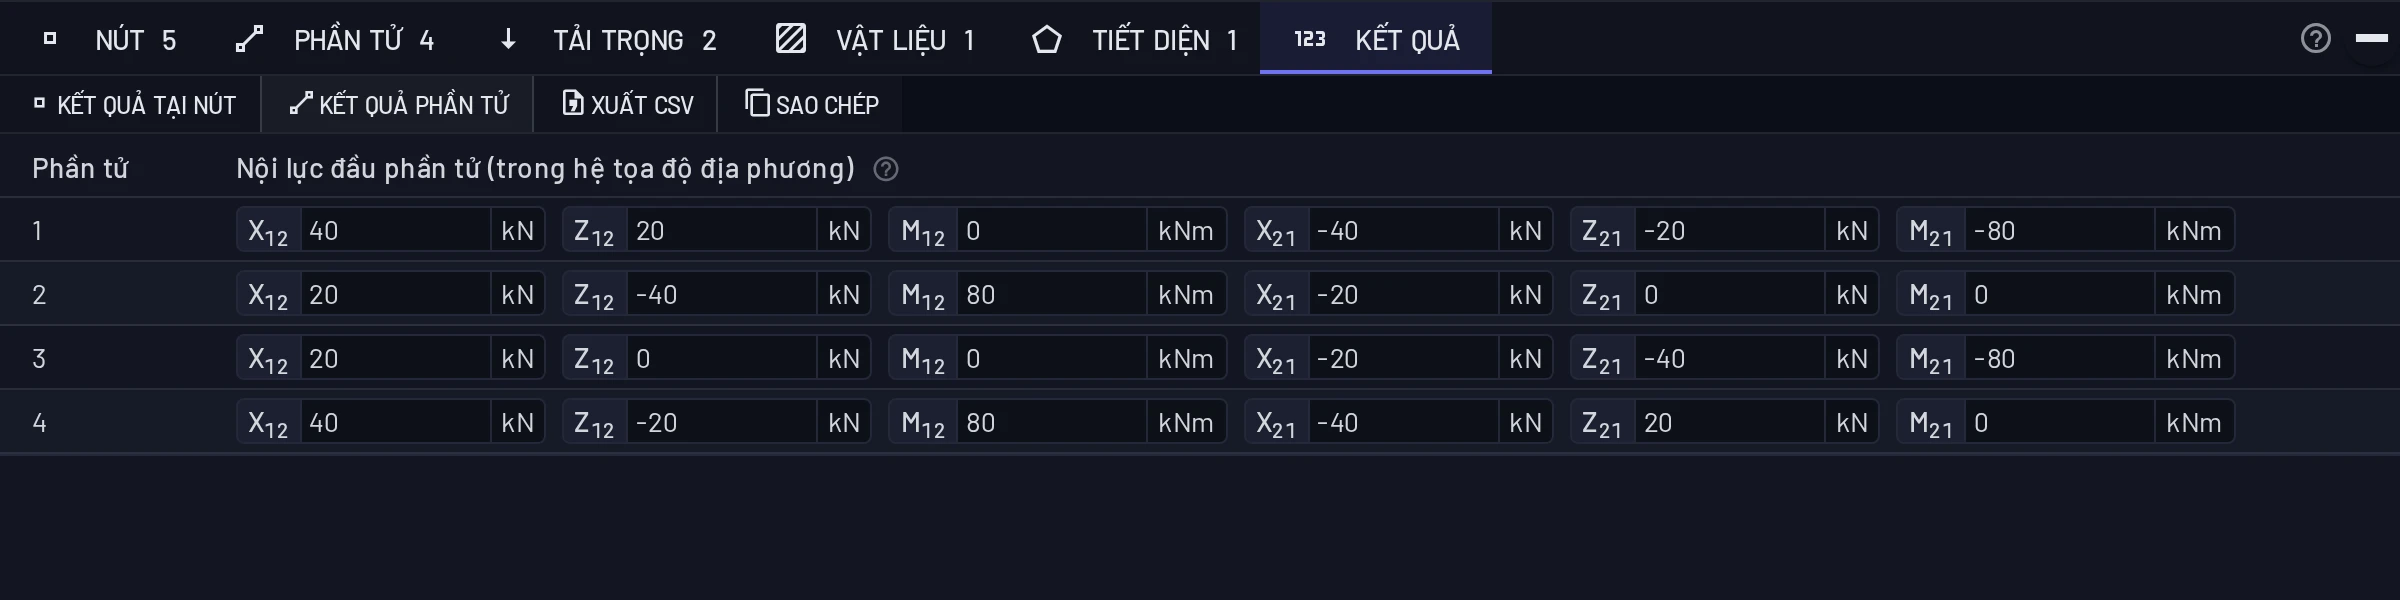 NÚT 5 PHẦN TỬ 4 TẢI TRỌNG 2 VẬT LIỆU 1 TIẾT DIỆN 1 123 KẾT QUẢ
KẾT QUẢ TẠI NÚT KẾT QUẢ PHẦN TỬ XUẤT CSV SAO CHÉP
Phần tử Nội lực đầu phần tử (trong hệ tọa độ địa phương)
1 X12 40 kN Z12 20 kN M12 0 kNm X21 -40 kN Z21 -20 kN M21 -80 kNm
2 X12 20 kN Z12 -40 kN M12 80 kNm X21 -20 kN Z21 0 kN M21 0 kNm
3 X12 20 kN Z12 0 kN M12 0 kNm X21 -20 kN Z21 -40 kN M21 -80 kNm
4 X12 40 kN Z12 -20 kN M12 80 kNm X21 -40 kN Z21 20 kN M21 0 kNm